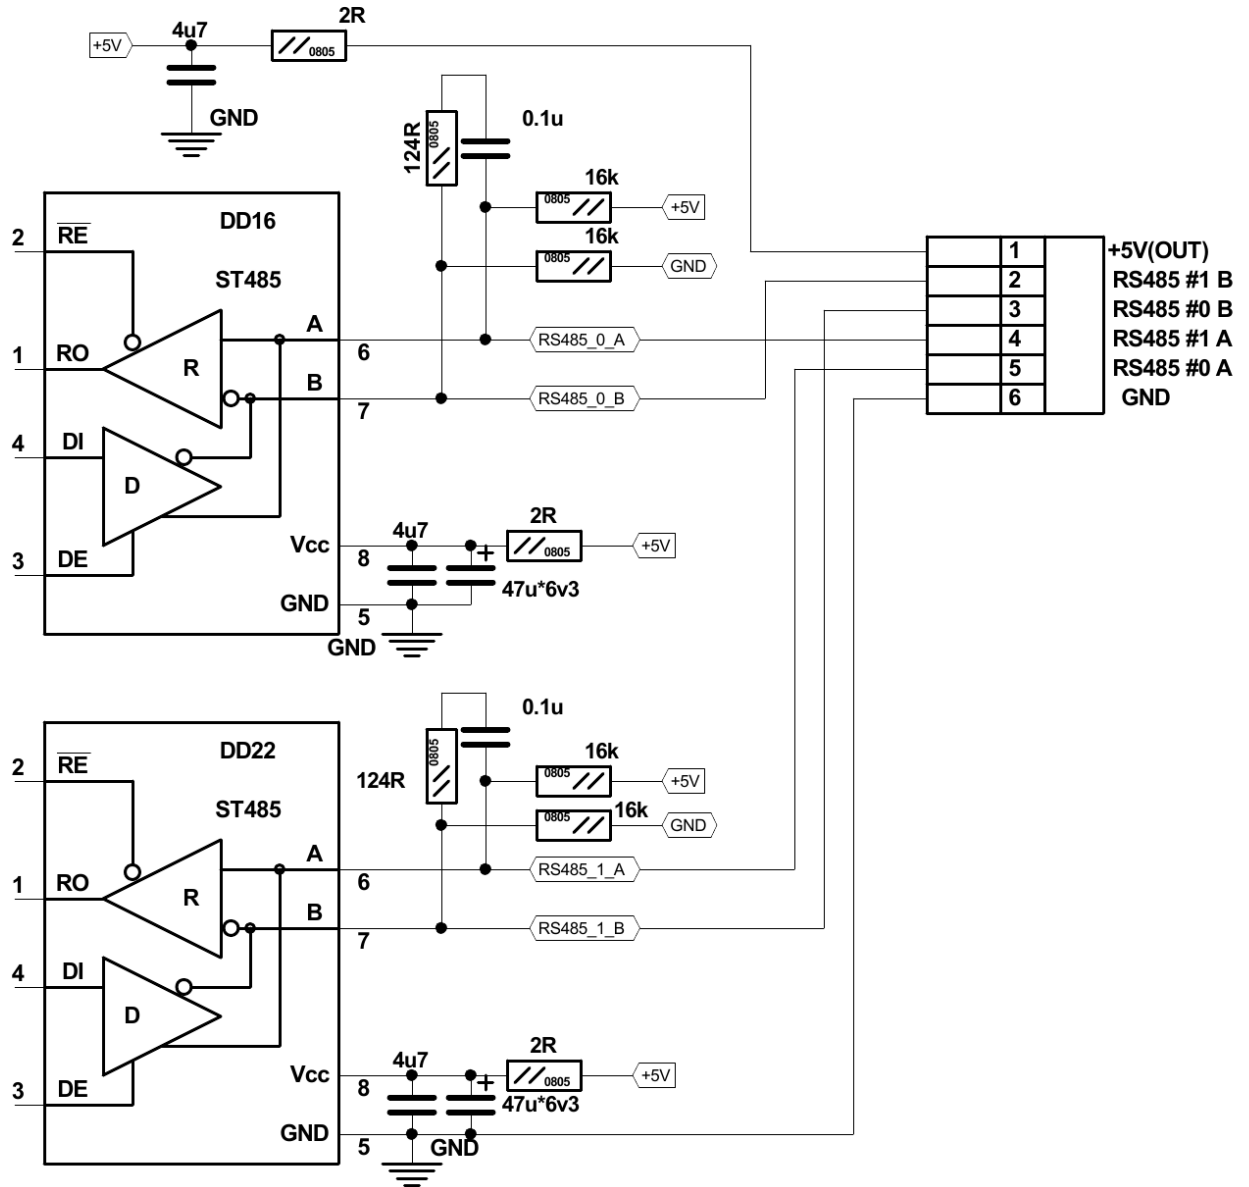 2R
4u7
+5V
0805
GND
0.1u
124R
0805
16k
0805
+5V
16k
0805
GND
DD16
ST485
2
RE
1
RO
R
A
6
B
7
4
DI
D
3
DE
Vcc
8
GND
5
GND
RS485_0_A
RS485_0_B
4u7
2R
0805
+5V
47u*6v3
1
+5V(OUT)
2
RS485 #1 B
3
RS485 #0 B
4
RS485 #1 A
5
RS485 #0 A
6
GND
0.1u
124R
0805
16k
0805
+5V
16k
0805
GND
DD22
ST485
2
RE
1
RO
R
A
6
B
7
4
DI
D
3
DE
Vcc
8
GND
5
GND
RS485_1_A
RS485_1_B
4u7
2R
0805
+5V
47u*6v3